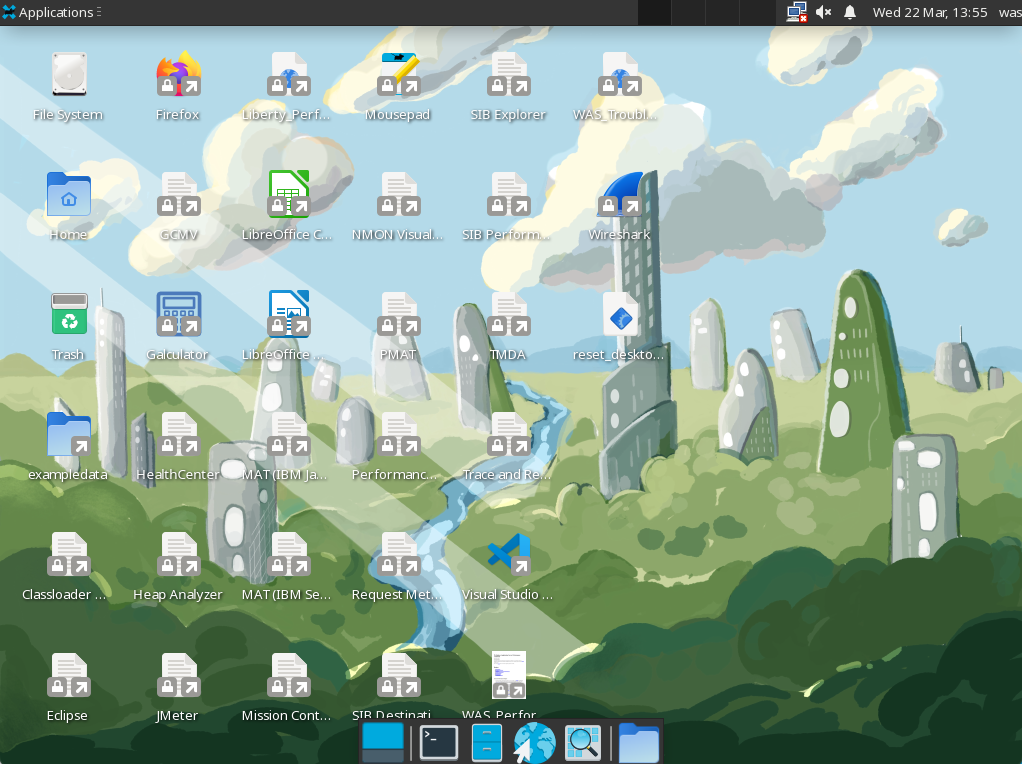 Applications
Wed 22 Mar, 13:55 was
File System
Firefox
Liberty_Perf...
Mousepad
SIB Explorer
WAS_Troubl...
Home
GCMV
LibreOffice C...
NMON Visual...
SIB Perform...
Wireshark
Trash
Galculator
LibreOffice ...
PMAT
TMDA
reset_deskto...
exampledata
HealthCenter
MAT (IBM Ja...
Performanc...
Trace and Re...
Classloader ...
Heap Analyzer
MAT (IBM Se...
Request Met...
Visual Studio ...
Eclipse
JMeter
Mission Cont...
SIB Destinati...
WAS_Perfor...